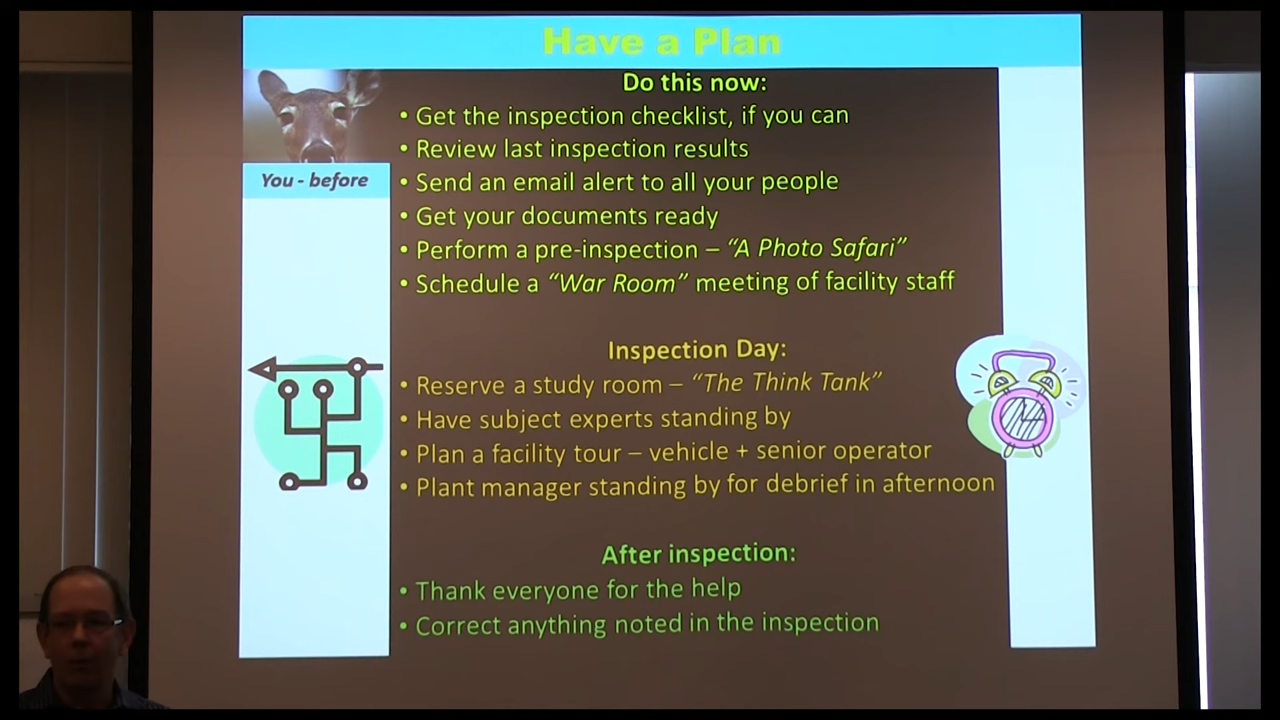 Have a Plan
Do this now:
• Get the inspection checklist, if you can
• Review last inspection results
You - before
• Send an email alert to all your people
• Get your documents ready
• Perform a pre-inspection – “A Photo Safari”
• Schedule a “War Room” meeting of facility staff
Inspection Day:
• Reserve a study room – “The Think Tank”
• Have subject experts standing by
• Plan a facility tour – vehicle + senior operator
• Plant manager standing by for debrief in afternoon
After inspection:
• Thank everyone for the help
• Correct anything noted in the inspection